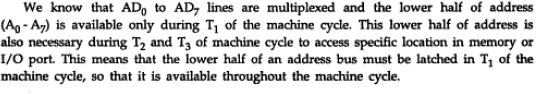 We know that AD₀ to AD₇ lines are multiplexed and the lower half of address
(A₀ - A₇) is available only during T₁ of the machine cycle. This lower half of address is
also necessary during T₂ and T₃ of machine cycle to access specific location in memory or
I/O port. This means that the lower half of an address bus must be latched in T₁ of the
machine cycle, so that it is available throughout the machine cycle.